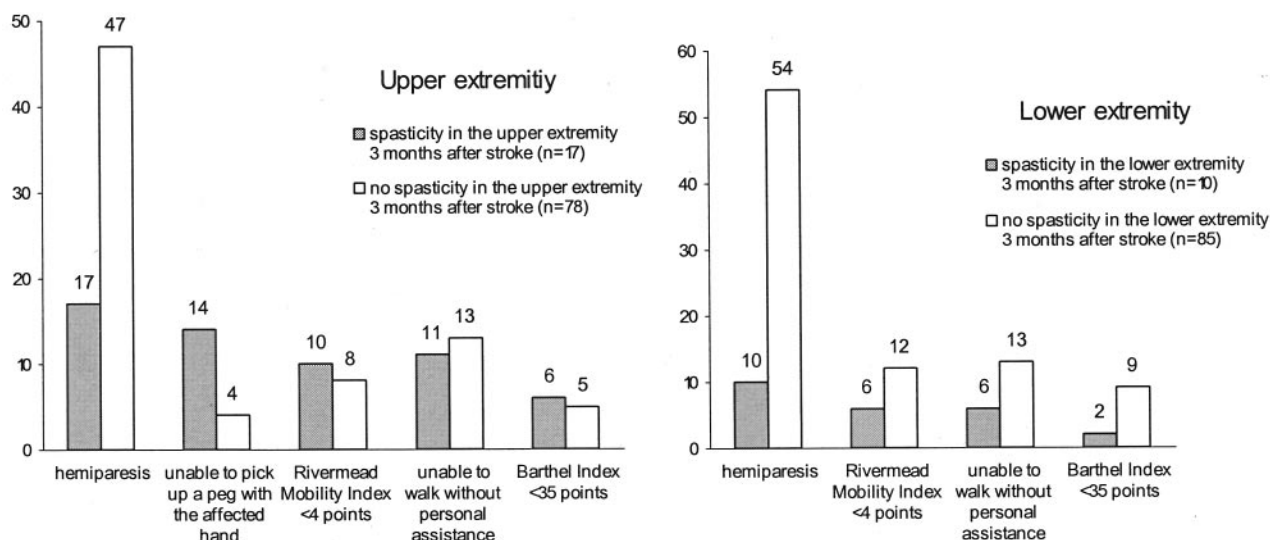 50
40
30
20
10
0
47
17
14
4
10
8
11
13
6
5
Upper extremitiy
spasticity in the upper extremity
3 months after stroke (n=17)
no spasticity in the upper extremity
3 months after stroke (n=78)
hemiparesis
unable to pick
up a peg with
the affected
hand
Rivermead
Mobility Index
<4 points
unable to
walk without
personal
assistance
Barthel Index
<35 points
60
50
40
30
20
10
0
54
10
6
12
6
13
2
9
Lower extremity
spasticity in the lower extremity
3 months after stroke (n=10)
no spasticity in the lower extremity
3 months after stroke (n=85)
hemiparesis
Rivermead
Mobility Index
<4 points
unable to
walk without
personal
assistance
Barthel Index
<35 points